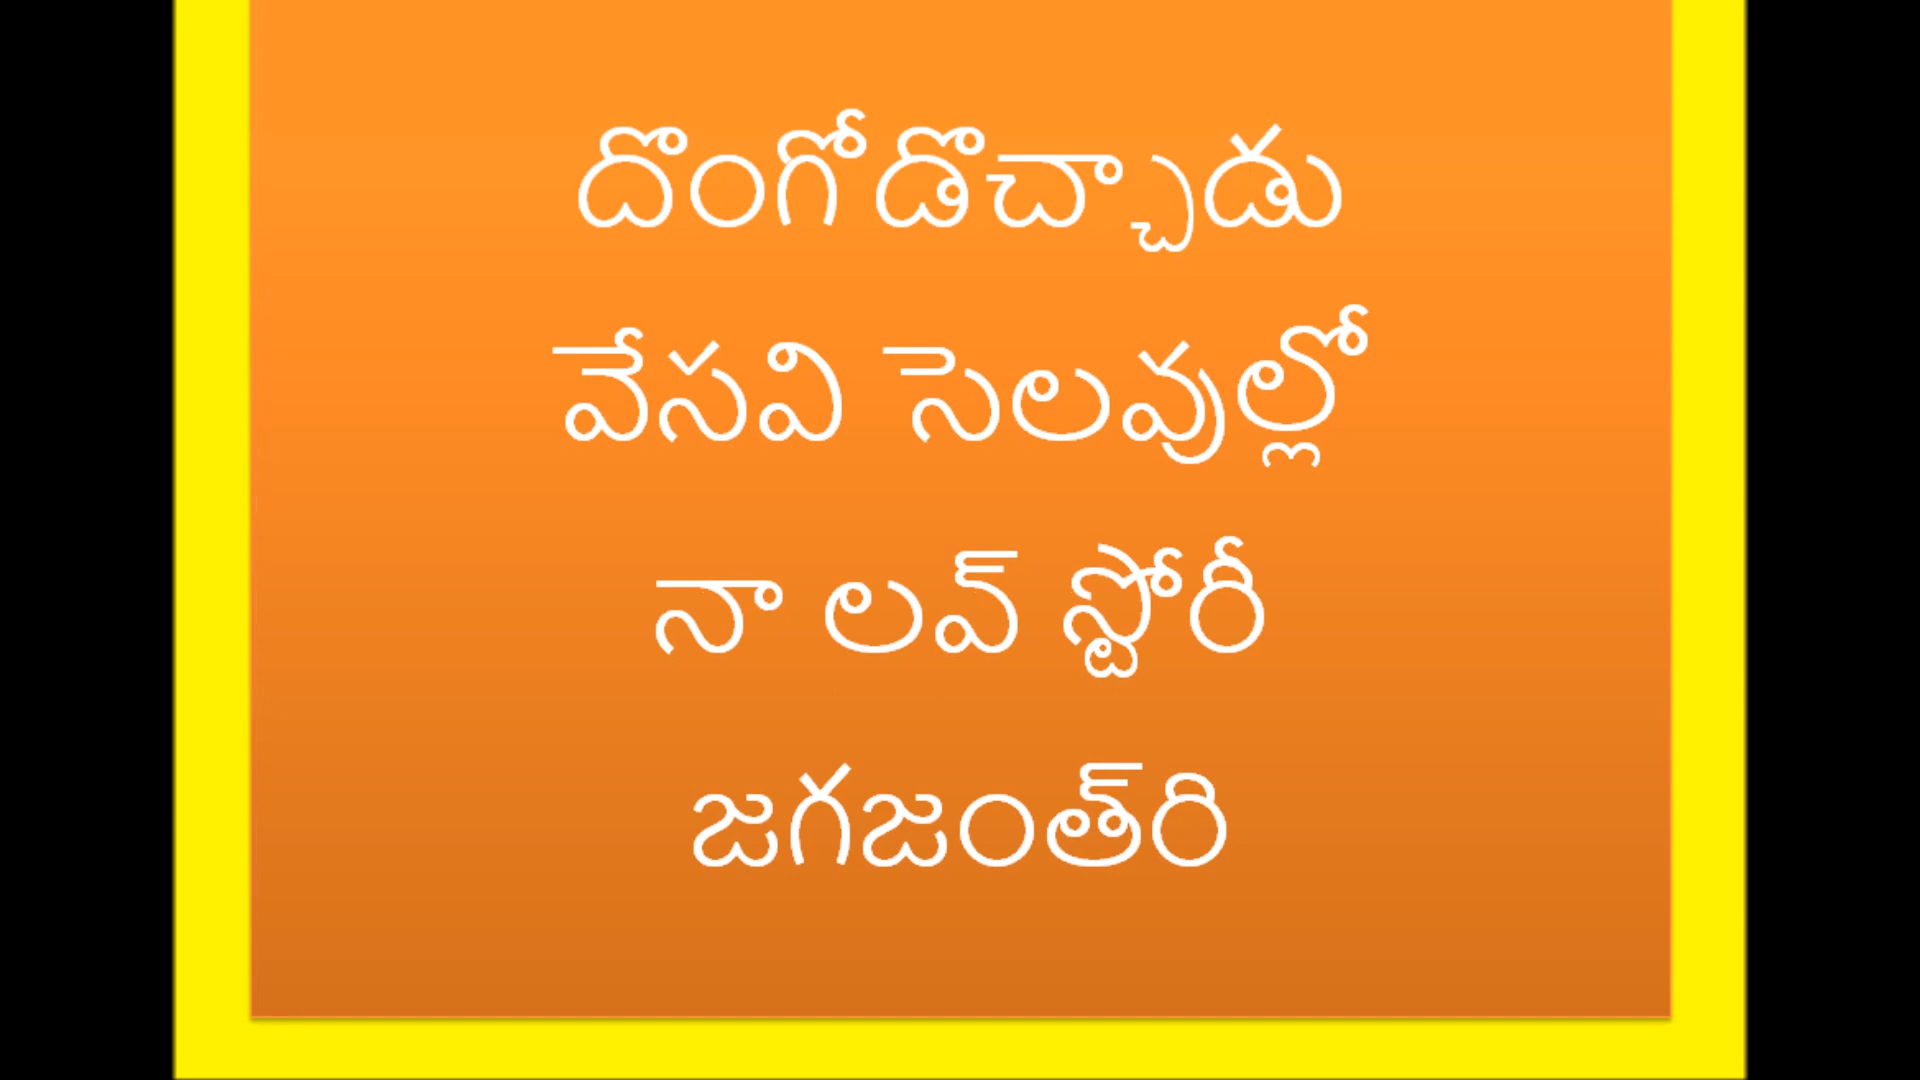 దొంగోడొచ్చాడు
వేసవి సెలవుల్లో
నా లవ్ స్టోరీ
జగజంత్‌రి